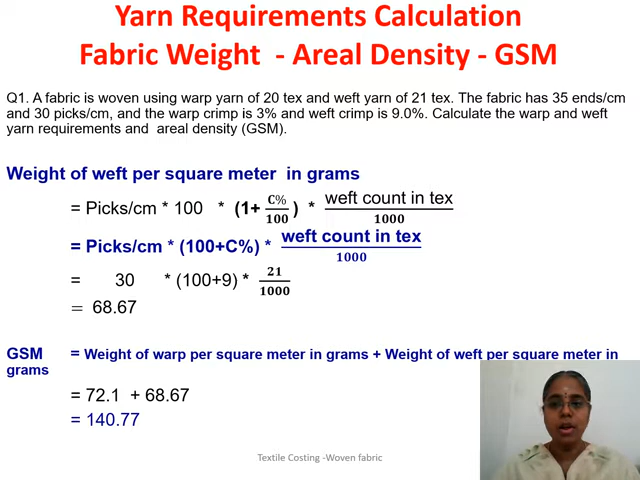 Yarn Requirements Calculation
Fabric Weight - Areal Density - GSM
Q1. A fabric is woven using warp yarn of 20 tex and weft yarn of 21 tex. The fabric has 35 ends/cm
and 30 picks/cm, and the warp crimp is 3% and weft crimp is 9.0%. Calculate the warp and weft
yarn requirements and areal density (GSM).
Weight of weft per square meter in grams
= Picks/cm * 100 * (1+ C%/100 ) * weft count in tex/1000
= Picks/cm * (100+C%) * weft count in tex/1000
= 30 * (100+9) * 21/1000
= 68.67
GSM = Weight of warp per square meter in grams + Weight of weft per square meter in
grams
= 72.1 + 68.67
= 140.77
Textile Costing -Woven fabric